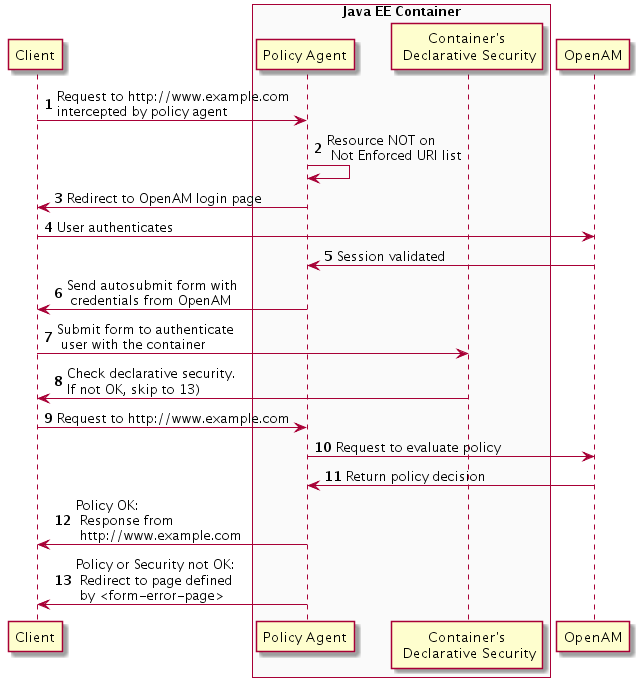 Java EE Container
Client
Policy Agent
Container's
Declarative Security
OpenAM
1 Request to http://www.example.com
intercepted by policy agent
2 Resource NOT on
Not Enforced URI list
3 Redirect to OpenAM login page
4 User authenticates
5 Session validated
6 Send autosubmit form with
credentials from OpenAM
7 Submit form to authenticate
user with the container
8 Check declarative security.
If not OK, skip to 13)
9 Request to http://www.example.com
10 Request to evaluate policy
11 Return policy decision
12 Policy OK:
Response from
http://www.example.com
13 Policy or Security not OK:
Redirect to page defined
by <form-error-page>
Client
Policy Agent
Container's
Declarative Security
OpenAM